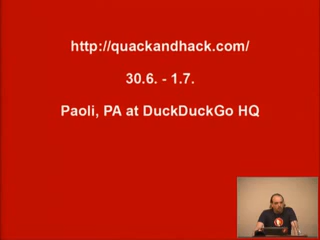 http://quackandhack.com/
30.6. - 1.7.
Paoli, PA at DuckDuckGo HQ